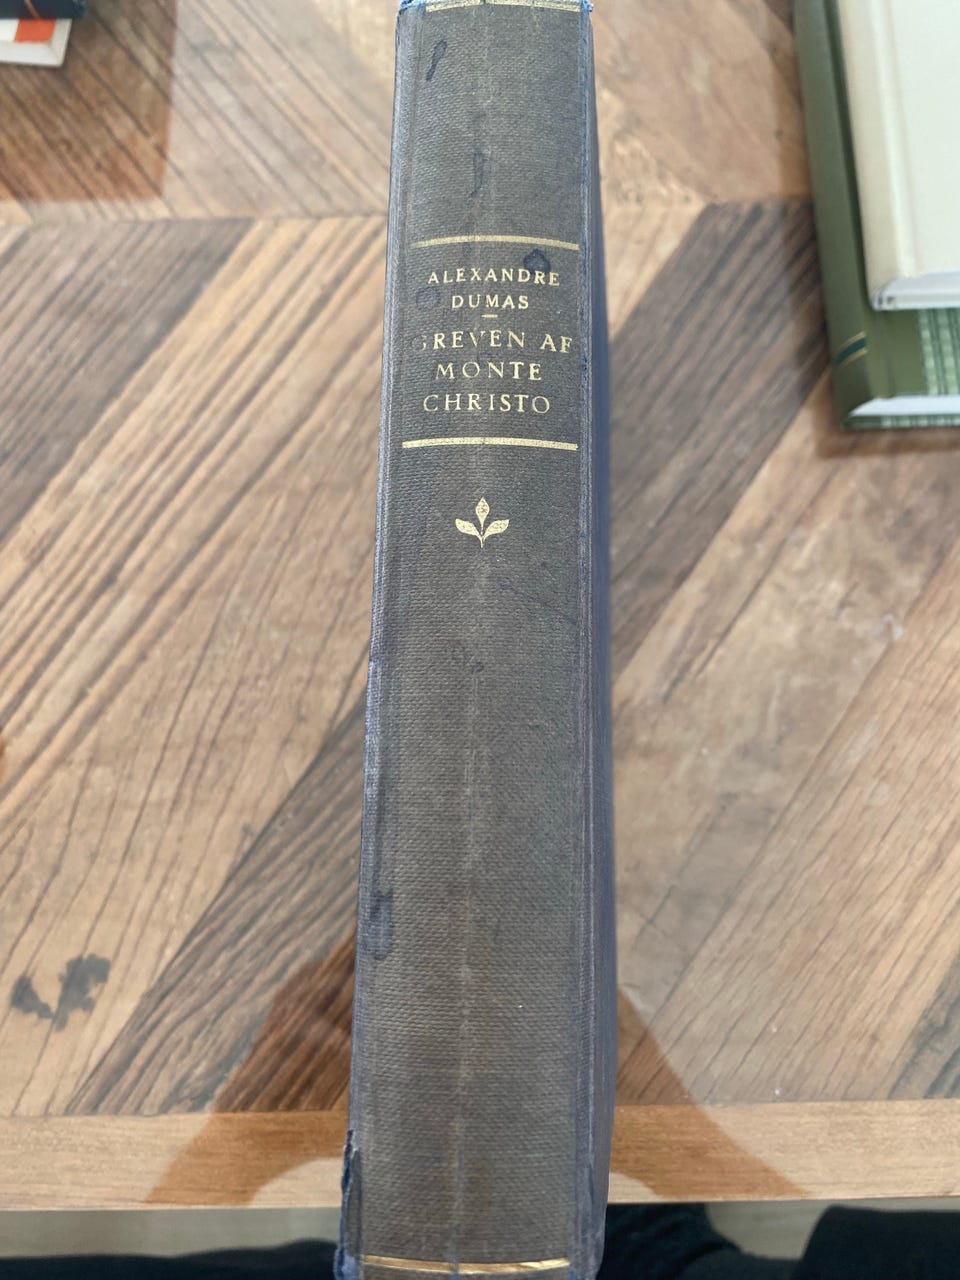 ALEXANDRE
DUMAS
GREVEN AF
MONTE
CHRISTO